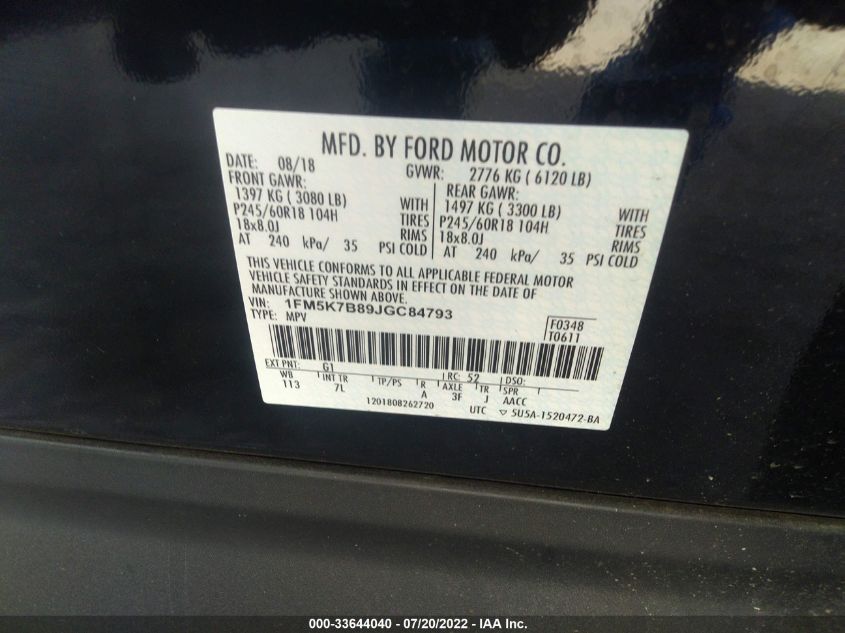 MFD. BY FORD MOTOR CO.
DATE: 08/18 GVWR: 2776 KG ( 6120 LB)
FRONT GAWR: REAR GAWR:
1397 KG ( 3080 LB) WITH 1497 KG ( 3300 LB) WITH
P245/60R18 104H TIRES P245/60R18 104H TIRES
18x8.0J RIMS 18x8.0J RIMS
AT 240 kPa/ 35 PSI COLD AT 240 kPa/ 35 PSI COLD
THIS VEHICLE CONFORMS TO ALL APPLICABLE FEDERAL MOTOR
VEHICLE SAFETY STANDARDS IN EFFECT ON THE DATE OF
MANUFACTURE SHOWN ABOVE.
VIN: 1FM5K7B89JGC84793
TYPE: MPV
F0348
T0611
EXT PNT: G1 RC: 52 DSO:
WB INT TR TP/PS R AXLE TR SPR
113 7L A 3F J AACC
1201808262720 UTC ▽ 5U5A-1520472-BA
000-33644040 - 07/20/2022 - IAA Inc.